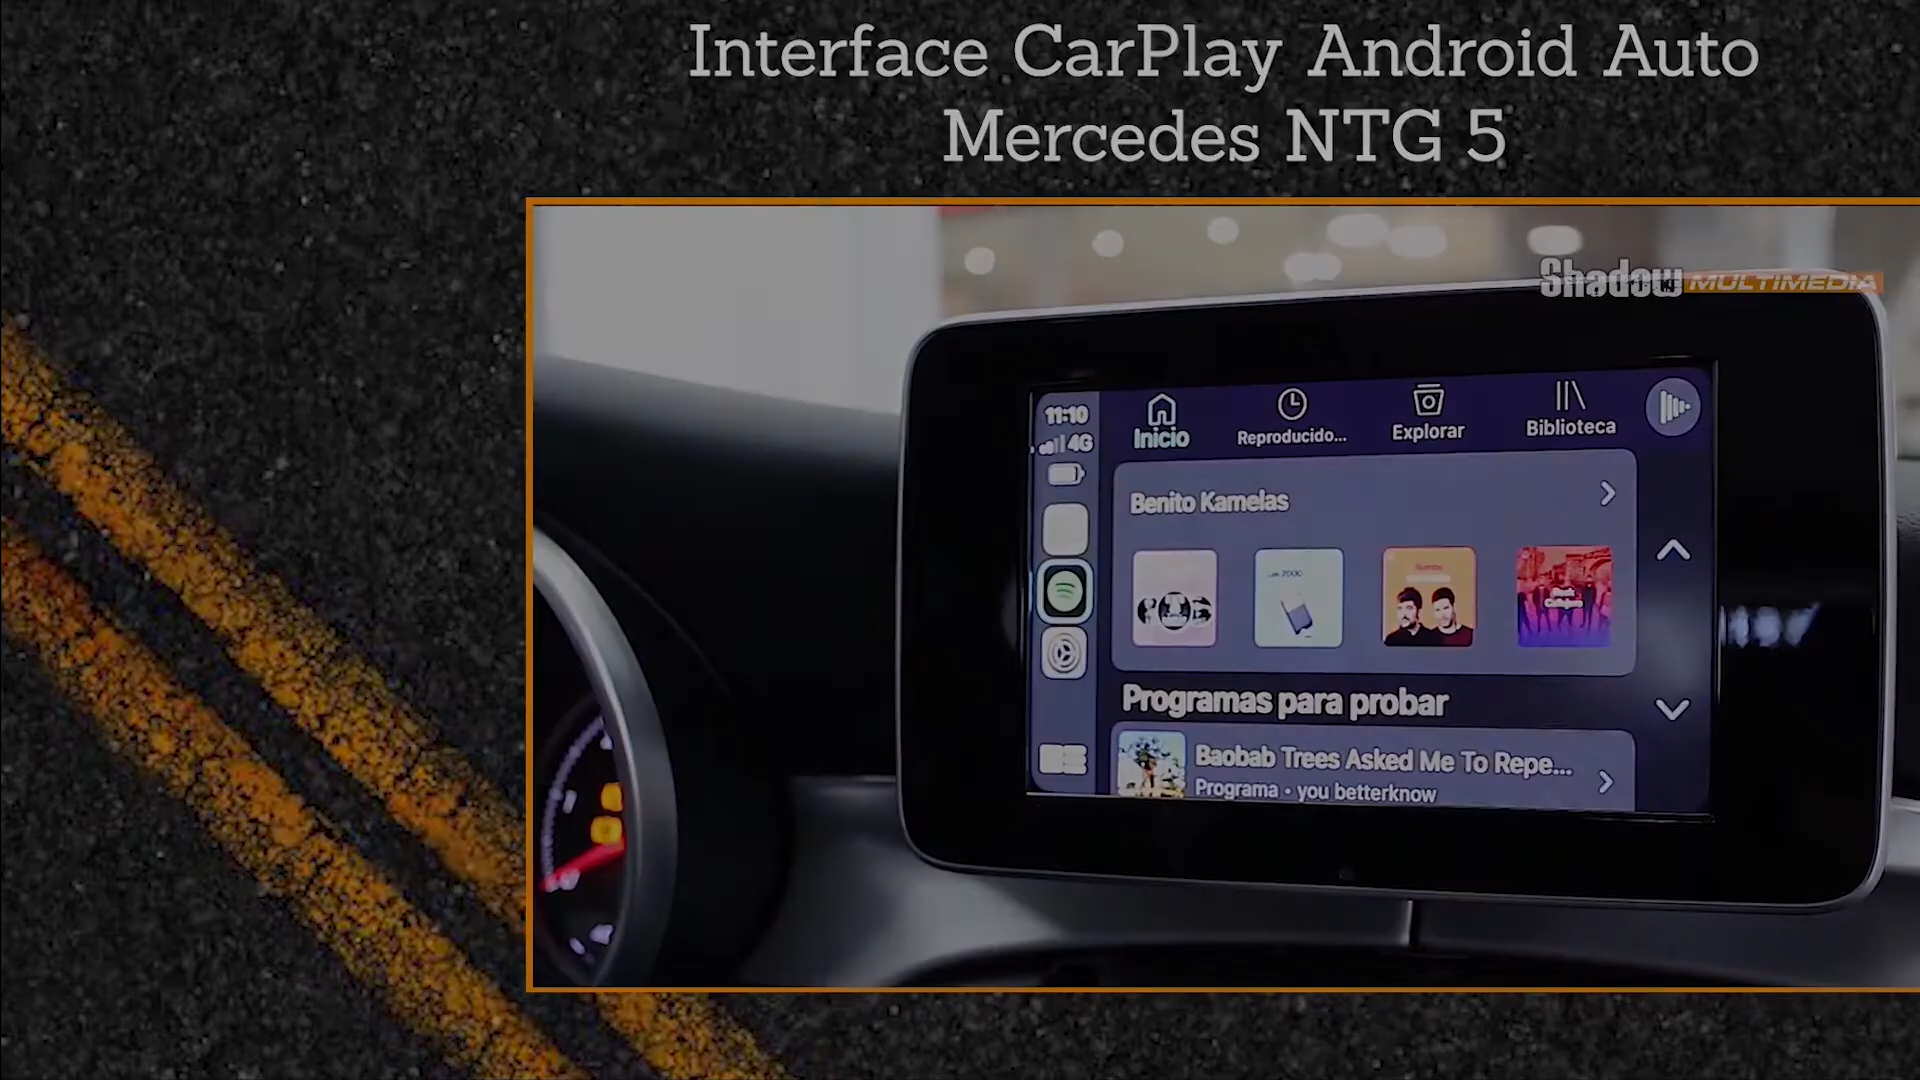 Interface CarPlay Android Auto
Mercedes NTG 5
Shadow MULTIMEDIA
11:10
4G
Inicio
Reproducido...
Explorar
Biblioteca
Benito Kamelas
Programas para probar
Baobab Trees Asked Me To Repe...
Programa • you betterknow